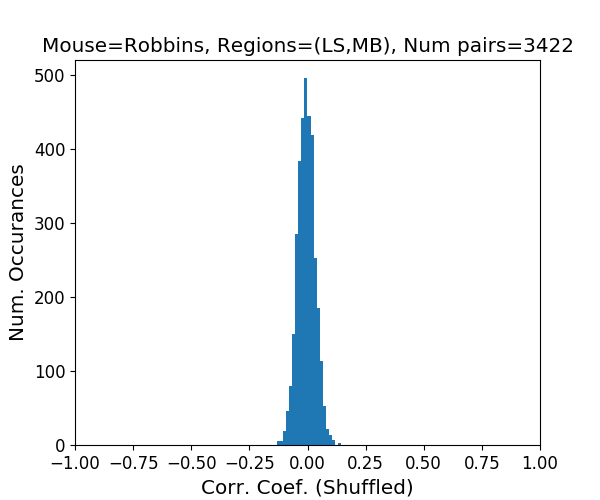 Mouse=Robbins, Regions=(LS,MB), Num pairs=3422
500
400
300
200
100
0
Num. Occurances
−1.00 −0.75 −0.50 −0.25 0.00 0.25 0.50 0.75 1.00
Corr. Coef. (Shuffled)